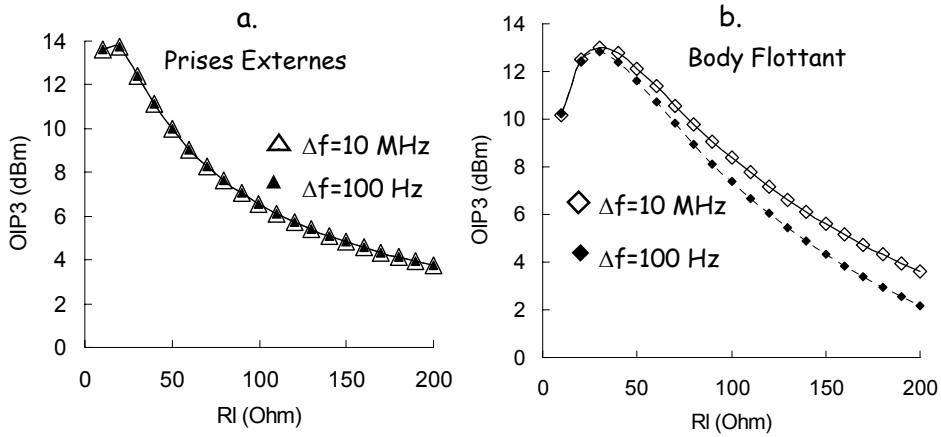 a.
Prises Externes
14
12
10
8
6
4
2
0
OIP3 (dBm)
Δf=10 MHz
Δf=100 Hz
0 50 100 150 200
Rl (Ohm)
b.
Body Flottant
14
12
10
8
6
4
2
0
OIP3 (dBm)
Δf=10 MHz
Δf=100 Hz
0 50 100 150 200
Rl (Ohm)